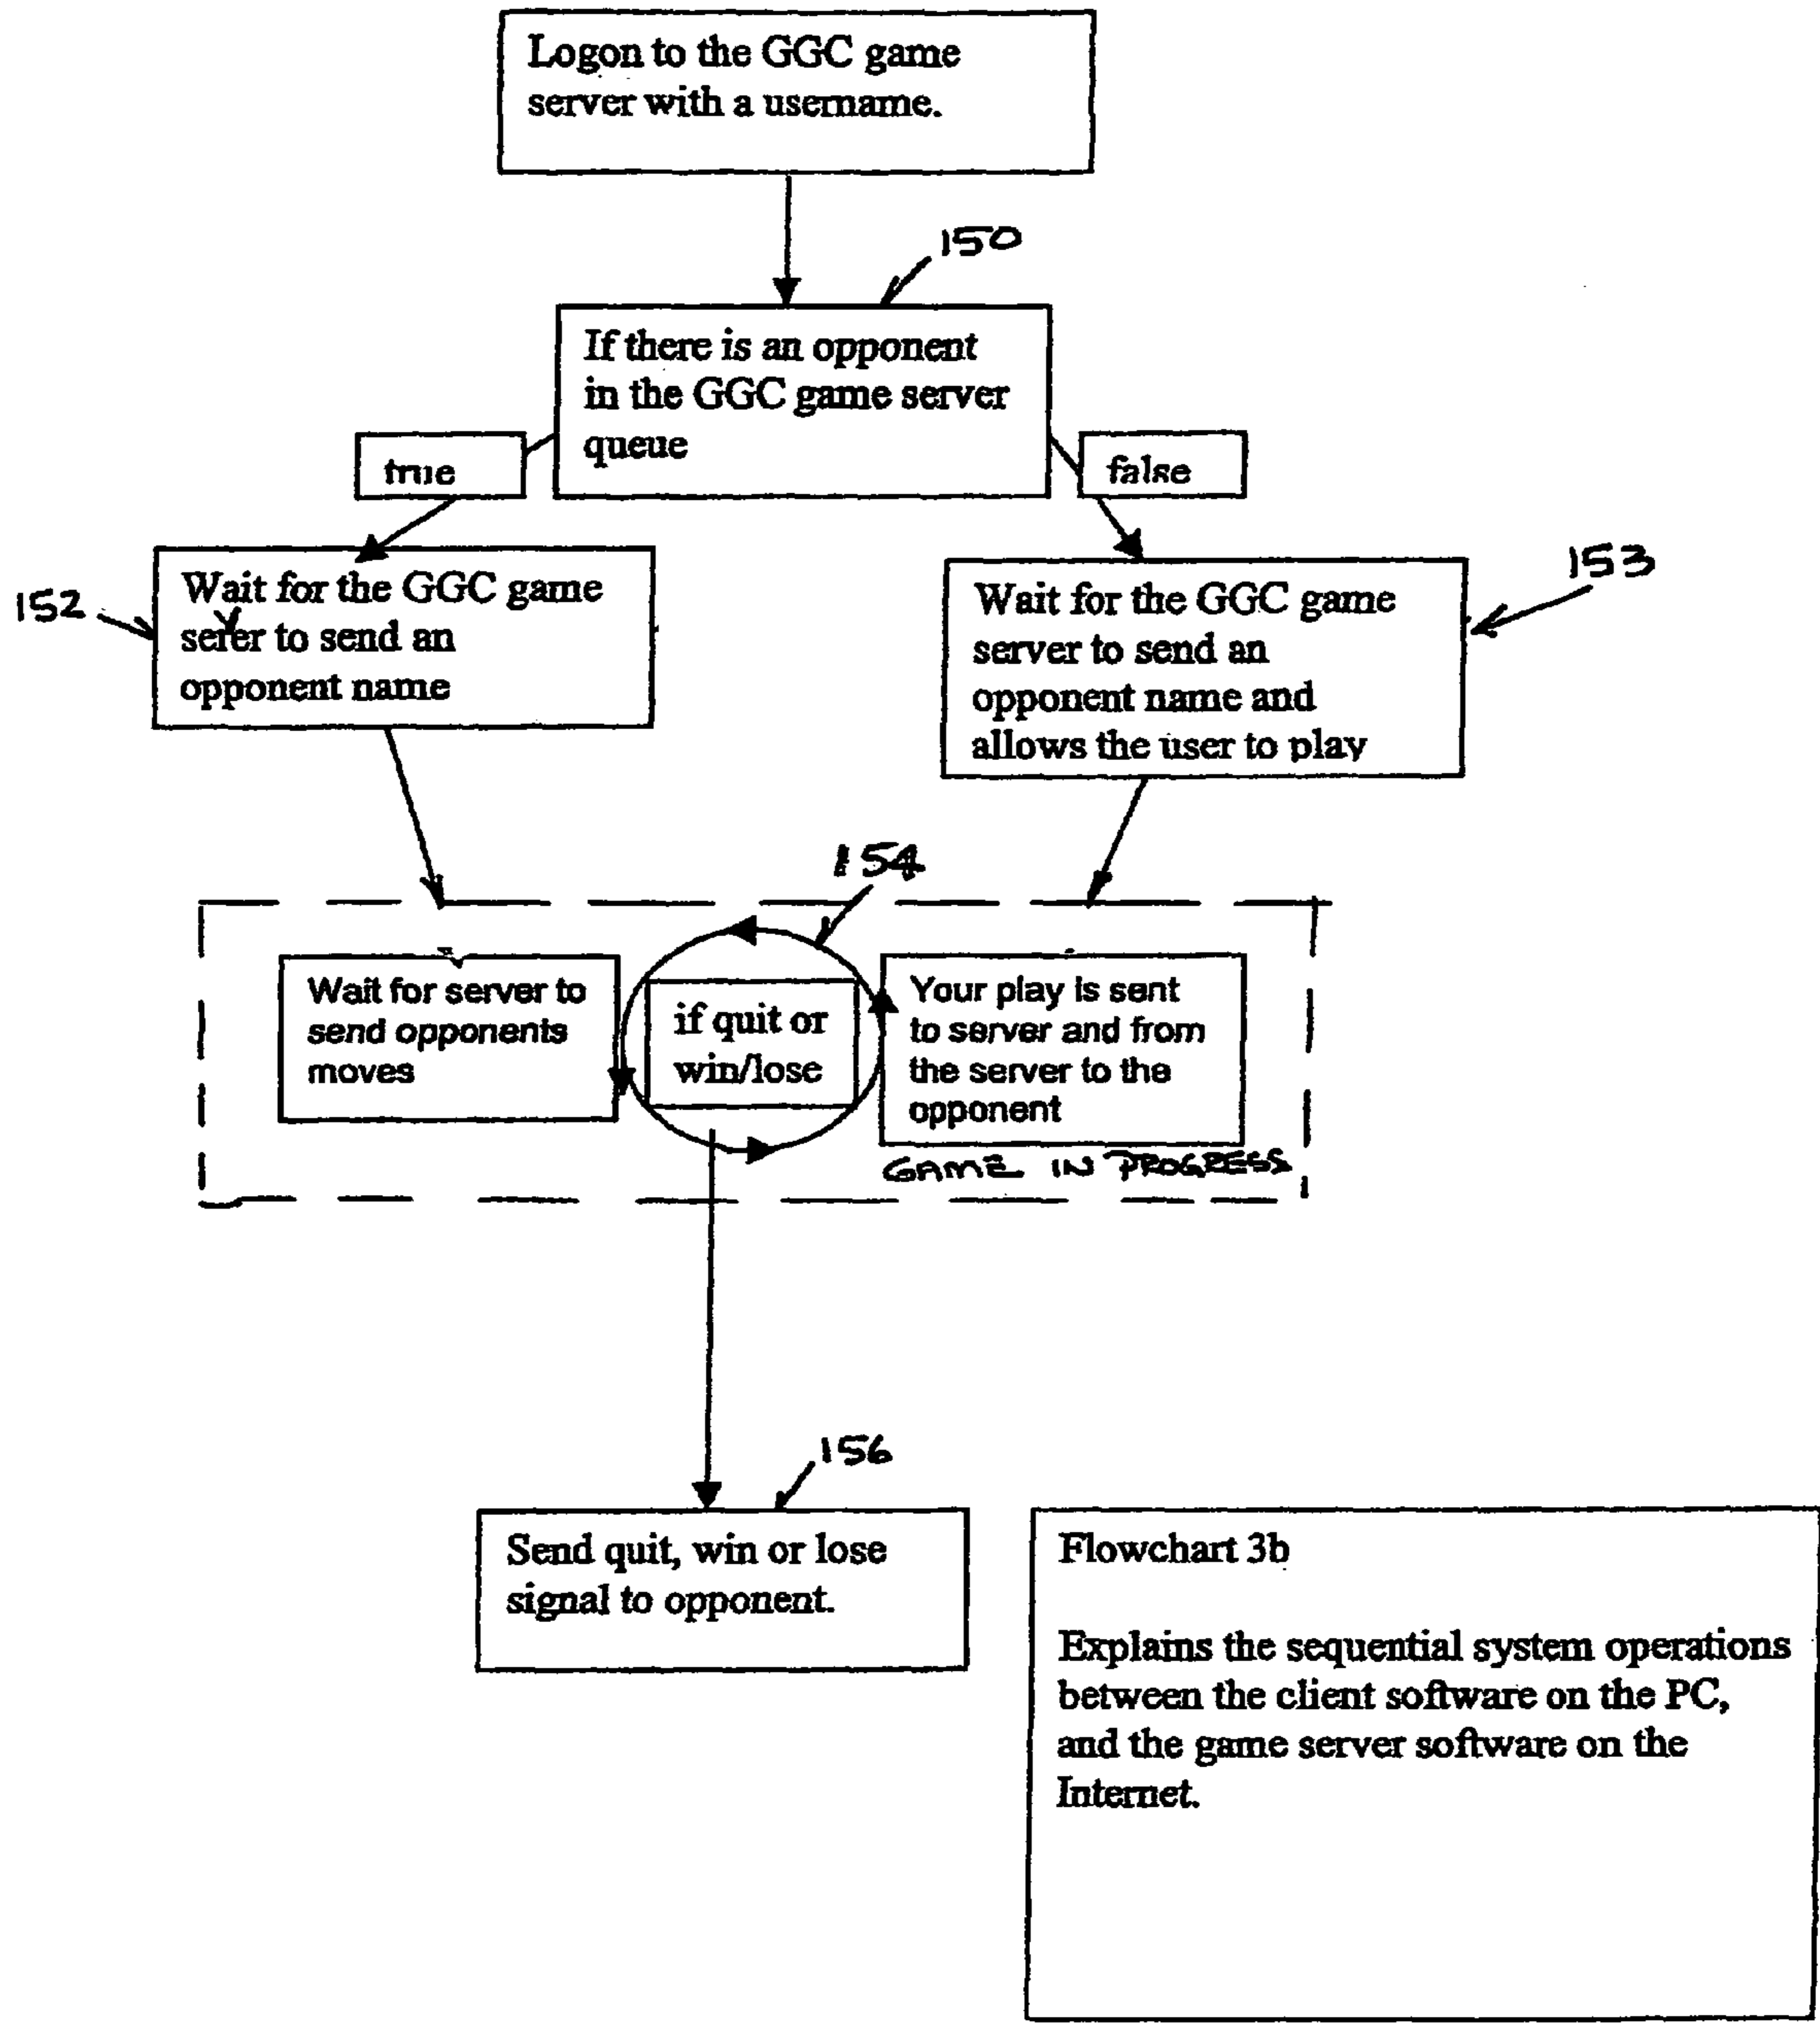 Logon to the GGC game
server with a username.
150
If there is an opponent
in the GGC game server
queue
true
false
152
Wait for the GGC game
serer to send an
v
opponent name
153
Wait for the GGC game
server to send an
opponent name and
allows the user to play
154
Wait for server to
send opponents
moves
if quit or
win/lose
Your play is sent
to server and from
the server to the
opponent
GAME IN PROGRESS
156
Send quit, win or lose
signal to opponent.
Flowchart 3b
Explains the sequential system operations
between the client software on the PC,
and the game server software on the
Internet.